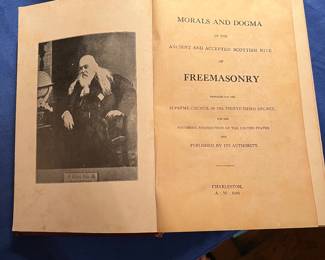 MORALS AND DOGMA
OF THE
ANCIENT AND ACCEPTED SCOTTISH RITE
OF
FREEMASONRY
PREPARED FOR THE
SUPREME COUNCIL OF THE THIRTY-THIRD DEGREE,
FOR THE
SOUTHERN JURISDICTION OF THE UNITED STATES
AND
PUBLISHED BY ITS AUTHORITY.
CHARLESTON,
A. M.